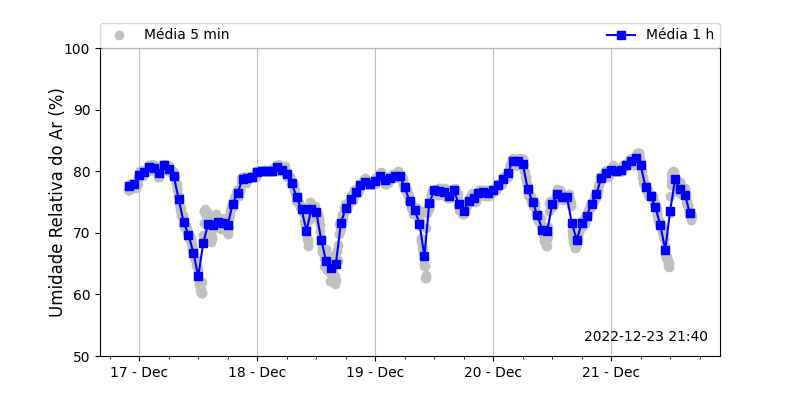 Média 5 min
Média 1 h
Umidade Relativa do Ar (%)
100
90
80
70
60
50
2022-12-23 21:40
17 - Dec
18 - Dec
19 - Dec
20 - Dec
21 - Dec